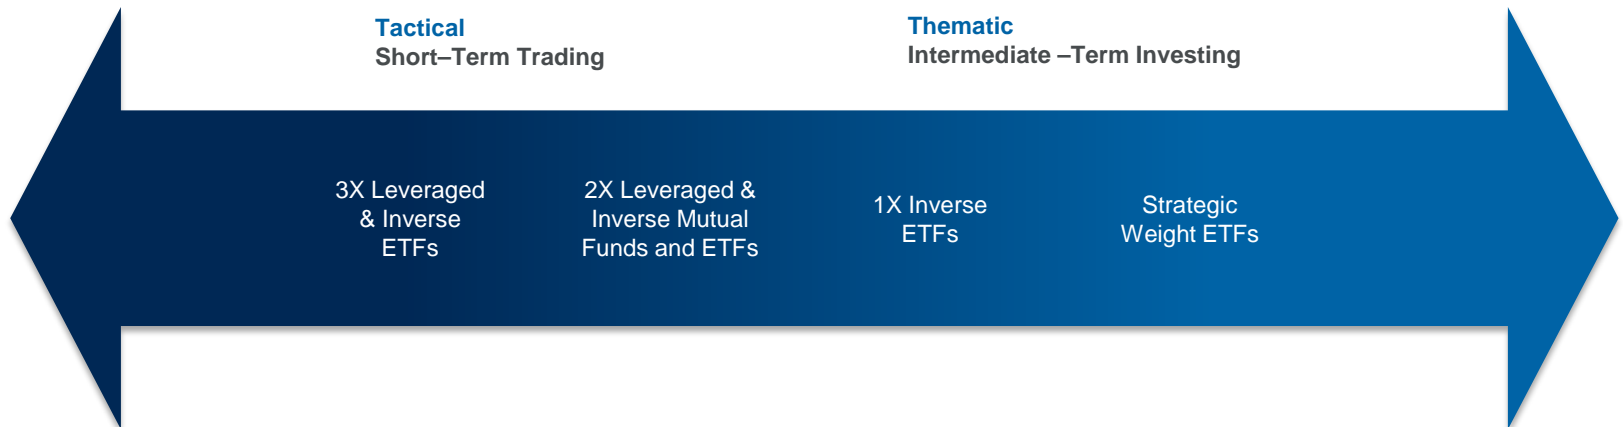 Tactical
Short–Term Trading
Thematic
Intermediate –Term Investing
3X Leveraged
& Inverse
ETFs
2X Leveraged &
Inverse Mutual
Funds and ETFs
1X Inverse
ETFs
Strategic
Weight ETFs